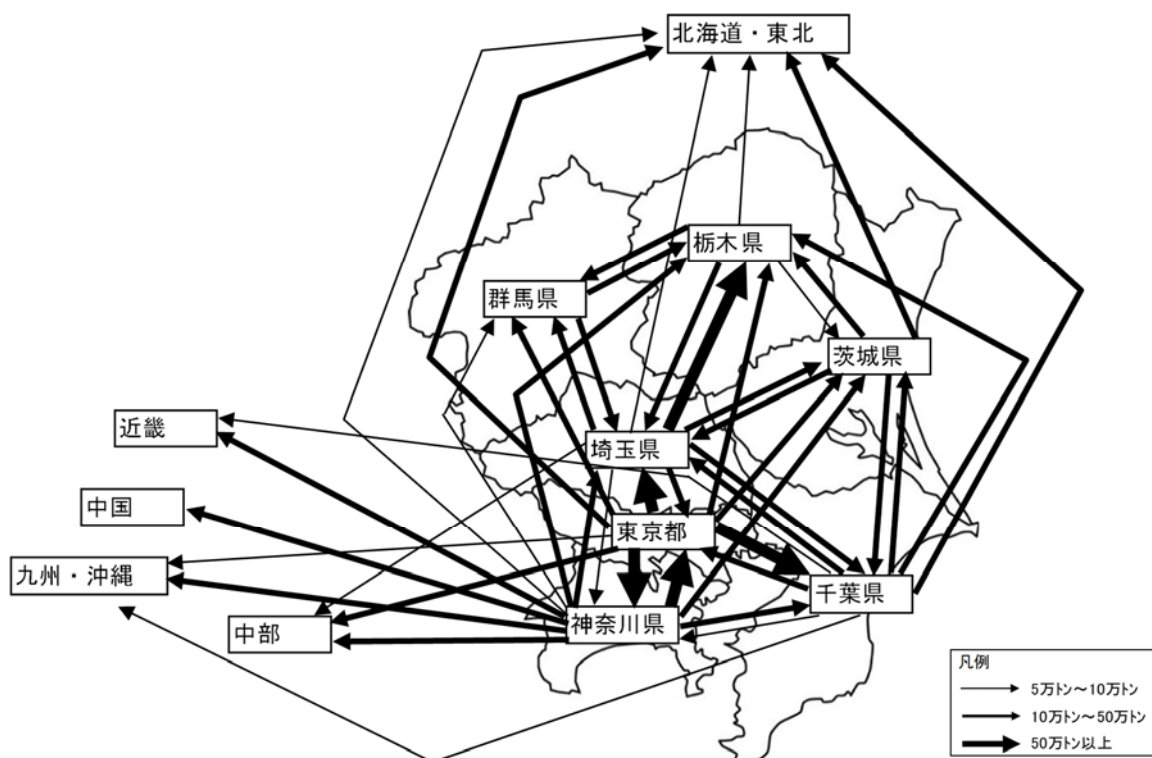 北海道・東北
栃木県
群馬県
茨城県
近畿
埼玉県
中国
東京都
九州・沖縄
千葉県
中部
神奈川県
凡例
5万トン～10万トン
10万トン～50万トン
50万トン以上